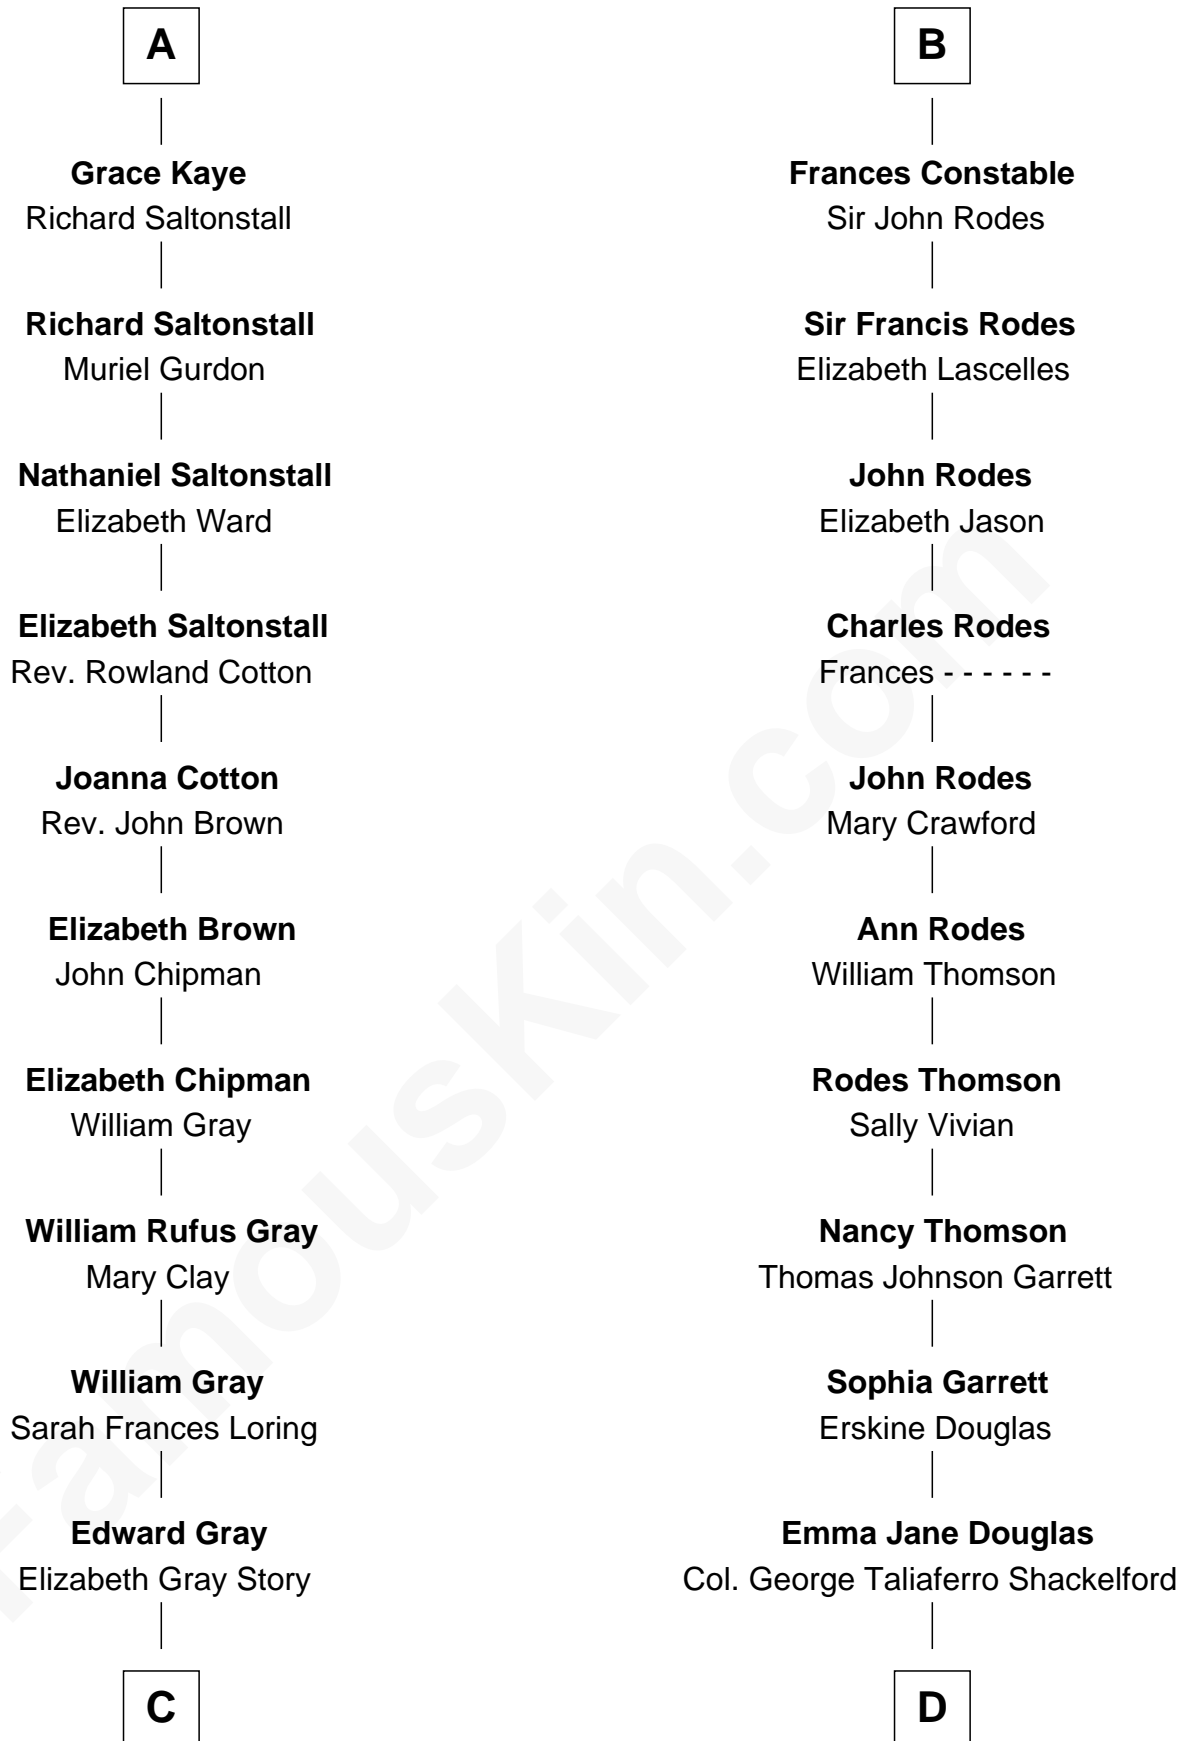 A
Grace Kaye
Richard Saltonstall
Richard Saltonstall
Muriel Gurdon
Nathaniel Saltonstall
Elizabeth Ward
Elizabeth Saltonstall
Rev. Rowland Cotton
Joanna Cotton
Rev. John Brown
Elizabeth Brown
John Chipman
Elizabeth Chipman
William Gray
William Rufus Gray
Mary Clay
William Gray
Sarah Frances Loring
Edward Gray
Elizabeth Gray Story
C
B
Frances Constable
Sir John Rodes
Sir Francis Rodes
Elizabeth Lascelles
John Rodes
Elizabeth Jason
Charles Rodes
Frances - - - - - -
John Rodes
Mary Crawford
Ann Rodes
William Thomson
Rodes Thomson
Sally Vivian
Nancy Thomson
Thomas Johnson Garrett
Sophia Garrett
Erskine Douglas
Emma Jane Douglas
Col. George Taliaferro Shackelford
D
FamousKin.com